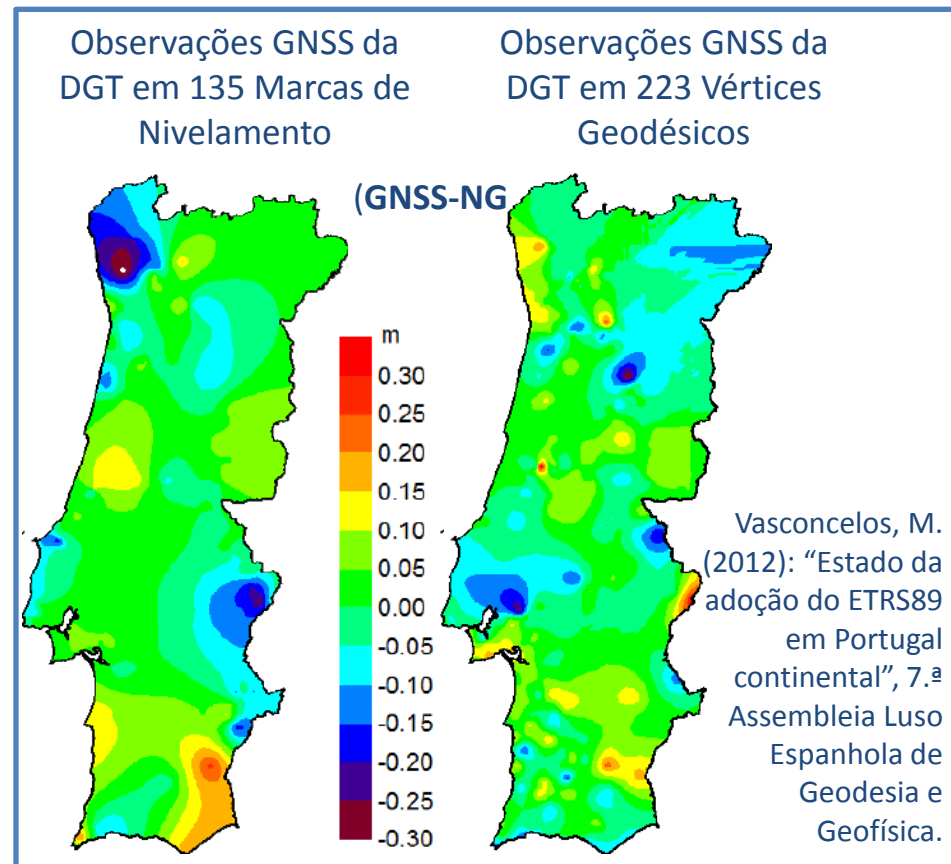 Observações GNSS da
DGT em 135 Marcas de
Nivelamento
Observações GNSS da
DGT em 223 Vértices
Geodésicos
(GNSS-NG
m
0.30
0.25
0.20
0.15
0.10
0.05
0.00
-0.05
-0.10
-0.15
-0.20
-0.25
-0.30
Vasconcelos, M.
(2012): “Estado da
adoção do ETRS89
em Portugal
continental”, 7.ª
Assembleia Luso
Espanhola de
Geodesia e
Geofísica.